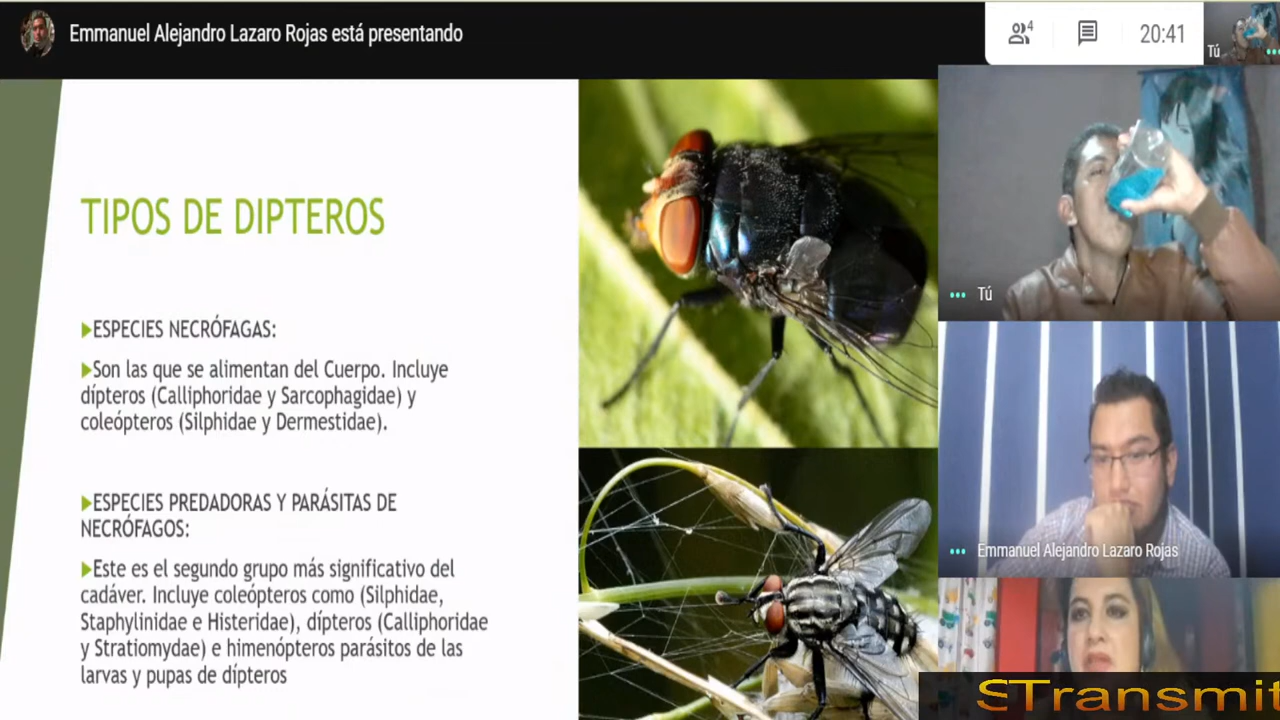 Emmanuel Alejandro Lazaro Rojas está presentando
4
20:41
Tú
TIPOS DE DIPTEROS
Tú
ESPECIES NECRÓFAGAS:
Son las que se alimentan del Cuerpo. Incluye
dípteros (Calliphoridae y Sarcophagidae) y
coleópteros (Silphidae y Dermestidae).
ESPECIES PREDADORAS Y PARÁSITAS DE
NECRÓFAGOS:
Este es el segundo grupo más significativo del
cadáver. Incluye coleópteros como (Silphidae,
Staphylinidae e Histeridae), dípteros (Calliphoridae
y Stratiomydae) e himenópteros parásitos de las
larvas y pupas de dípteros
Emmanuel Alejandro Lazaro Rojas
STransmit